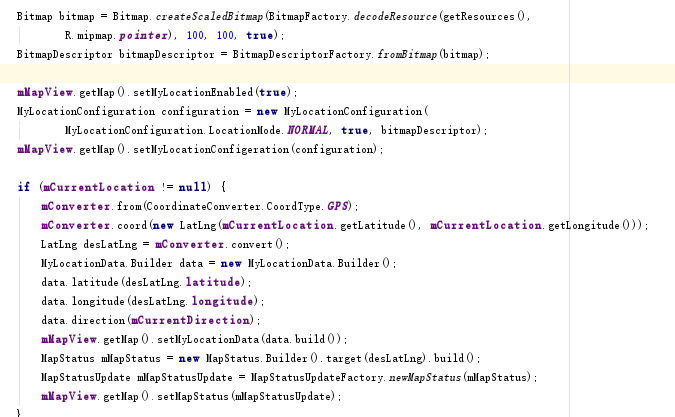 Bitmap bitmap = Bitmap.createScaledBitmap(BitmapFactory.decodeResource(getResources(),
R.mipmap.pointer), 100, 100, true);
BitmapDescriptor bitmapDescriptor = BitmapDescriptorFactory.fromBitmap(bitmap);
mMapView.getMap().setMyLocationEnabled(true);
MyLocationConfiguration configuration = new MyLocationConfiguration(
MyLocationConfiguration.LocationMode.NORMAL, true, bitmapDescriptor);
mMapView.getMap().setMyLocationConfigeration(configuration);
if (mCurrentLocation != null) {
mConverter.from(CoordinateConverter.CoordType.GPS);
mConverter.coord(new LatLng(mCurrentLocation.getLatitude(), mCurrentLocation.getLongitude()));
LatLng desLatLng = mConverter.convert();
MyLocationData.Builder data = new MyLocationData.Builder();
data.latitude(desLatLng.latitude);
data.longitude(desLatLng.longitude);
data.direction(mCurrentDirection);
mMapView.getMap().setMyLocationData(data.build());
MapStatus mMapStatus = new MapStatus.Builder().target(desLatLng).build();
MapStatusUpdate mMapStatusUpdate = MapStatusUpdateFactory.newMapStatus(mMapStatus);
mMapView.getMap().setMapStatus(mMapStatusUpdate);
}